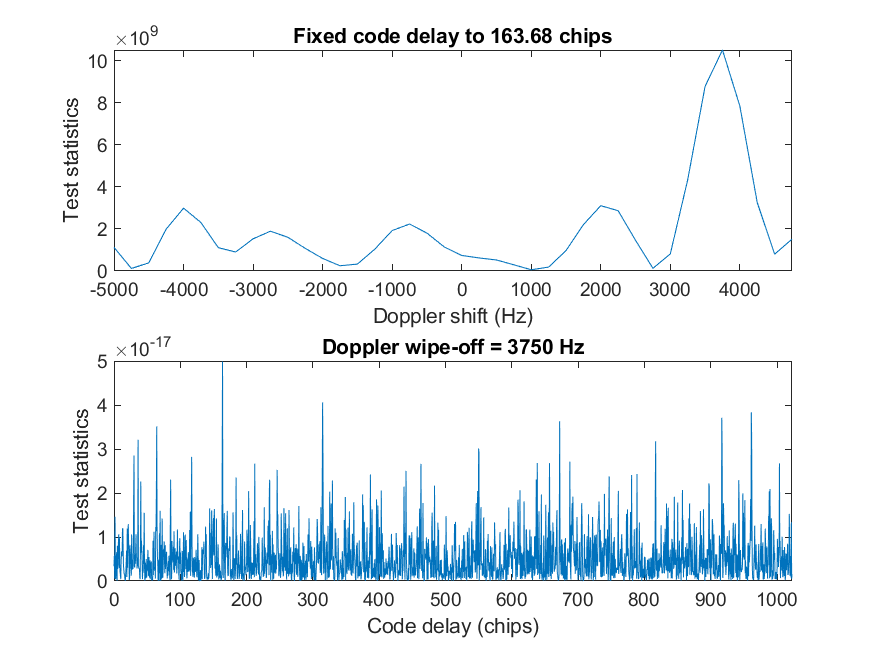 ×10^9
Fixed code delay to 163.68 chips
10
8
6
4
2
0
Test statistics
-5000 -4000 -3000 -2000 -1000 0 1000 2000 3000 4000
Doppler shift (Hz)
×10^-17
Doppler wipe-off = 3750 Hz
5
4
3
2
1
0
Test statistics
0 100 200 300 400 500 600 700 800 900 1000
Code delay (chips)